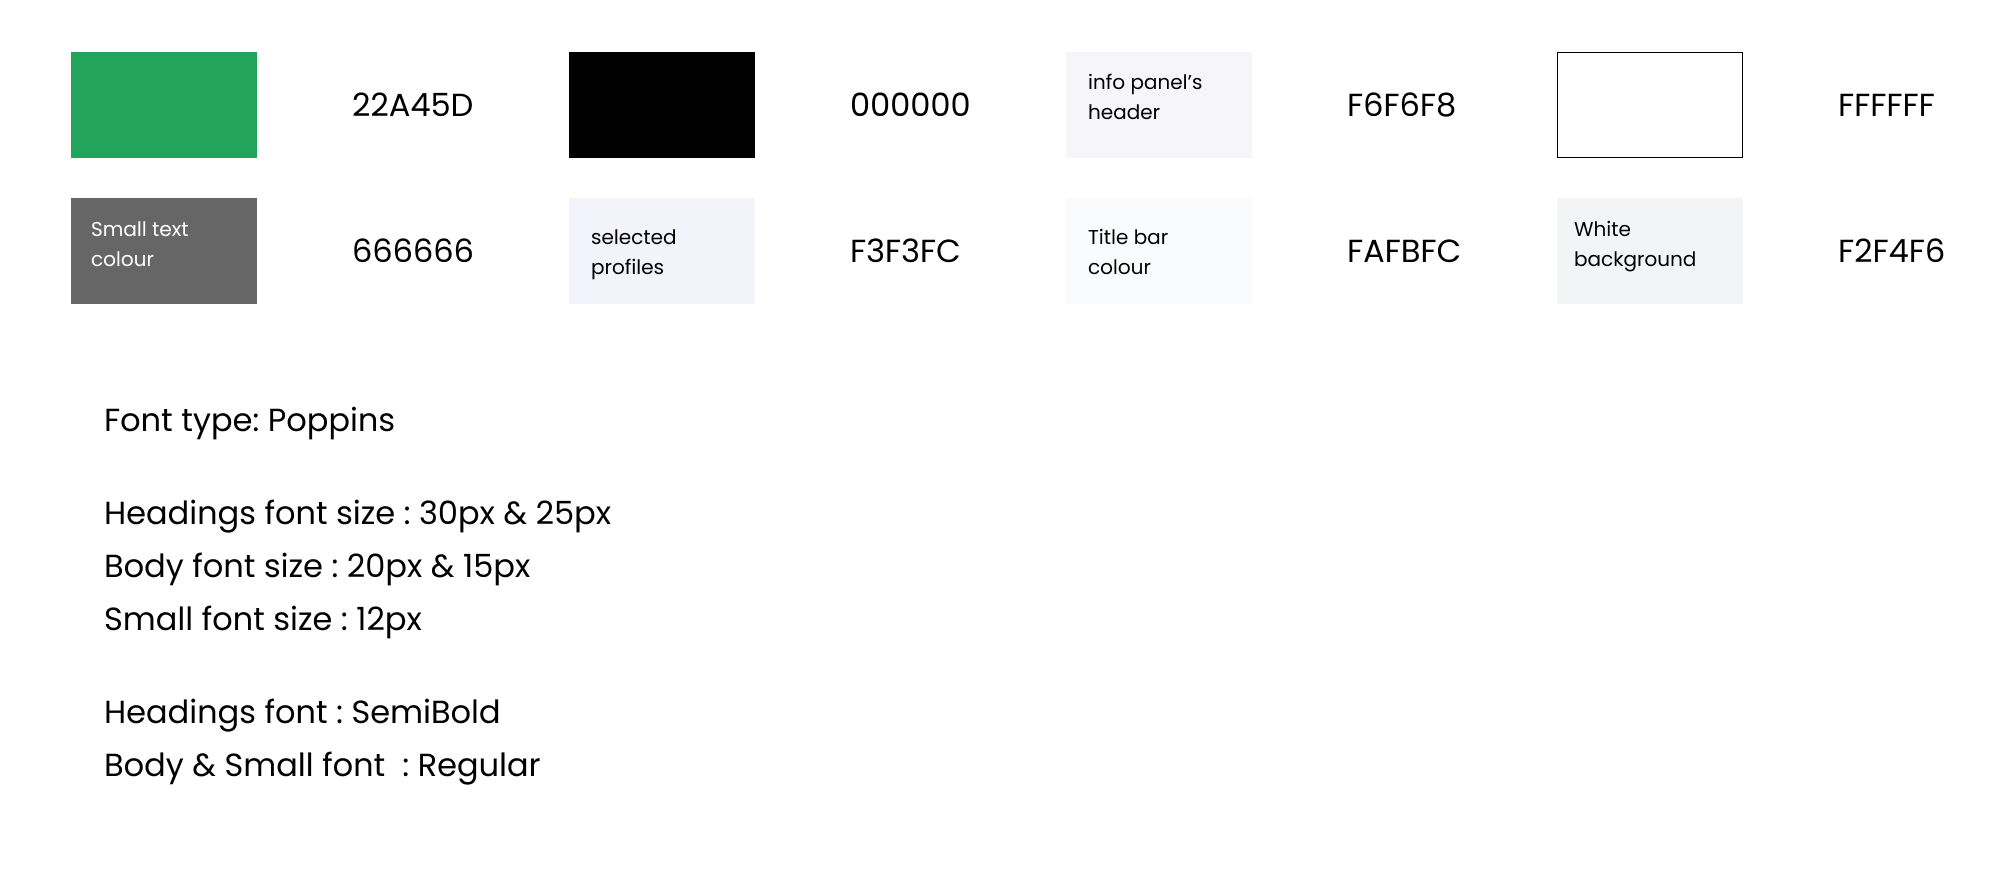 22A45D
000000
info panel’s
header
F6F6F8
FFFFFF
Small text
colour
666666
selected
profiles
F3F3FC
Title bar
colour
FAFBFC
White
background
F2F4F6
Font type: Poppins
Headings font size : 30px & 25px
Body font size : 20px & 15px
Small font size : 12px
Headings font : SemiBold
Body & Small font  : Regular